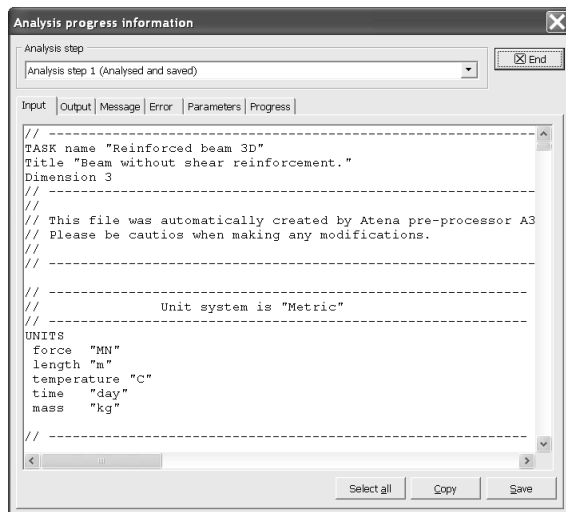 Analysis progress information
Analysis step
Analysis step 1 (Analysed and saved)
End
Input Output Message Error Parameters Progress
// ------------------------------------------------------
TASK name "Reinforced beam 3D"
Title "Beam without shear reinforcement."
Dimension 3
// ------------------------------------------------------
//
// This file was automatically created by Atena pre-processor A3
// Please be cautios when making any modifications.
//
// ------------------------------------------------------
// -----------------------------------------------------
// Unit system is "Metric"
// -----------------------------------------------------
UNITS
force "MN"
length "m"
temperature "C"
time "day"
mass "kg"
// -----------------------------------------------------
Select all Copy Save